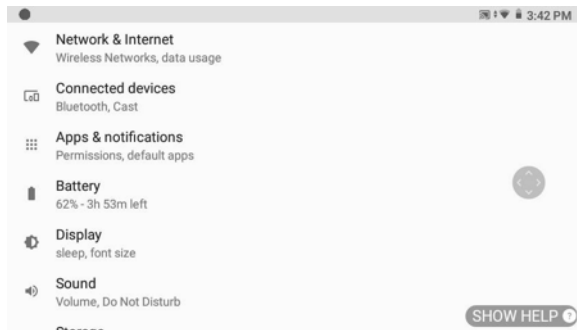 3:42 PM
Network & Internet
Wireless Networks, data usage
Connected devices
Bluetooth, Cast
Apps & notifications
Permissions, default apps
Battery
62% - 3h 53m left
Display
sleep, font size
Sound
Volume, Do Not Disturb
SHOW HELP ?
Storage